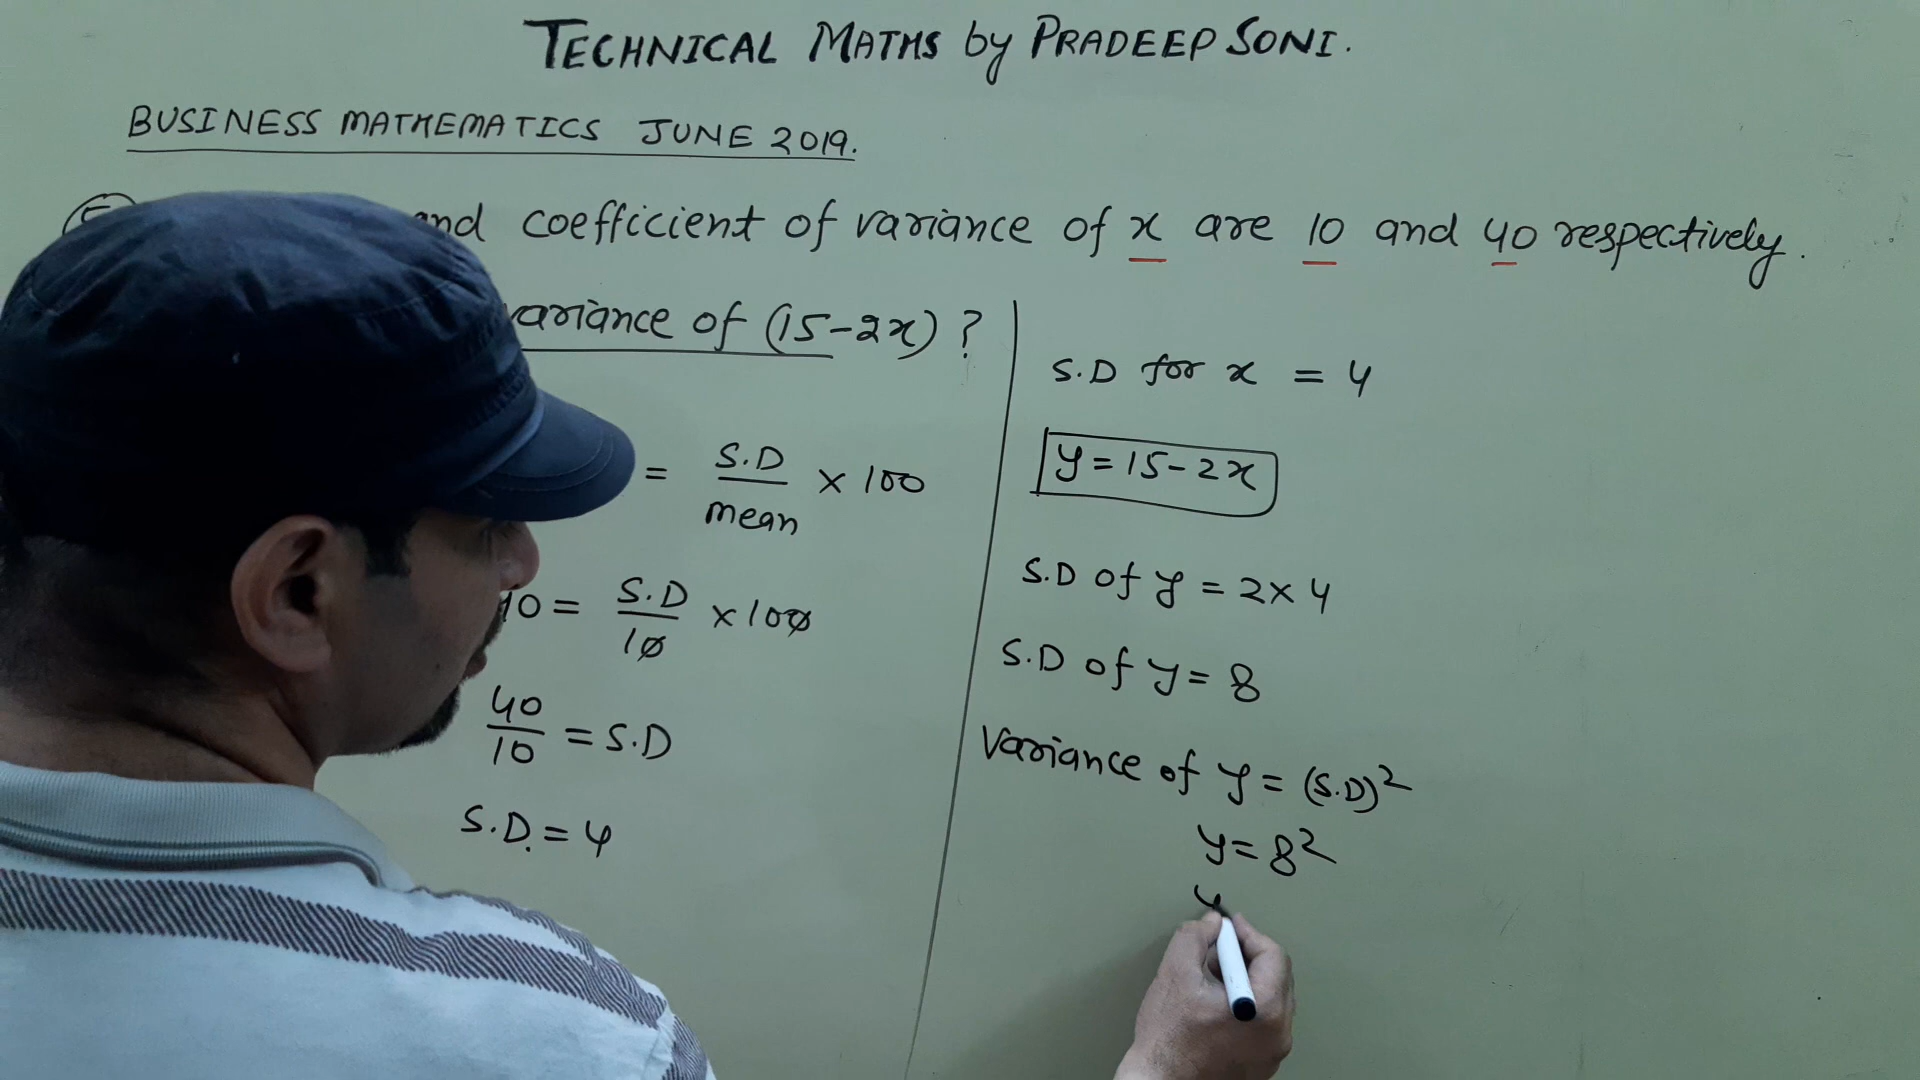 TECHNICAL MATHS by PRADEEP SONI.
BUSINESS MATHEMATICS JUNE 2019.
and coefficient of variance of x are 10 and 40 respectively.
variance of (15-2x) ?
= S.D / mean × 100
40 = S.D / 10 × 100
40 / 10 = S.D
S.D. = 4
S.D for x = 4
y = 15 - 2x
S.D of y = 2 × 4
S.D of y = 8
Variance of y = (S.D)²
y = 8²
y